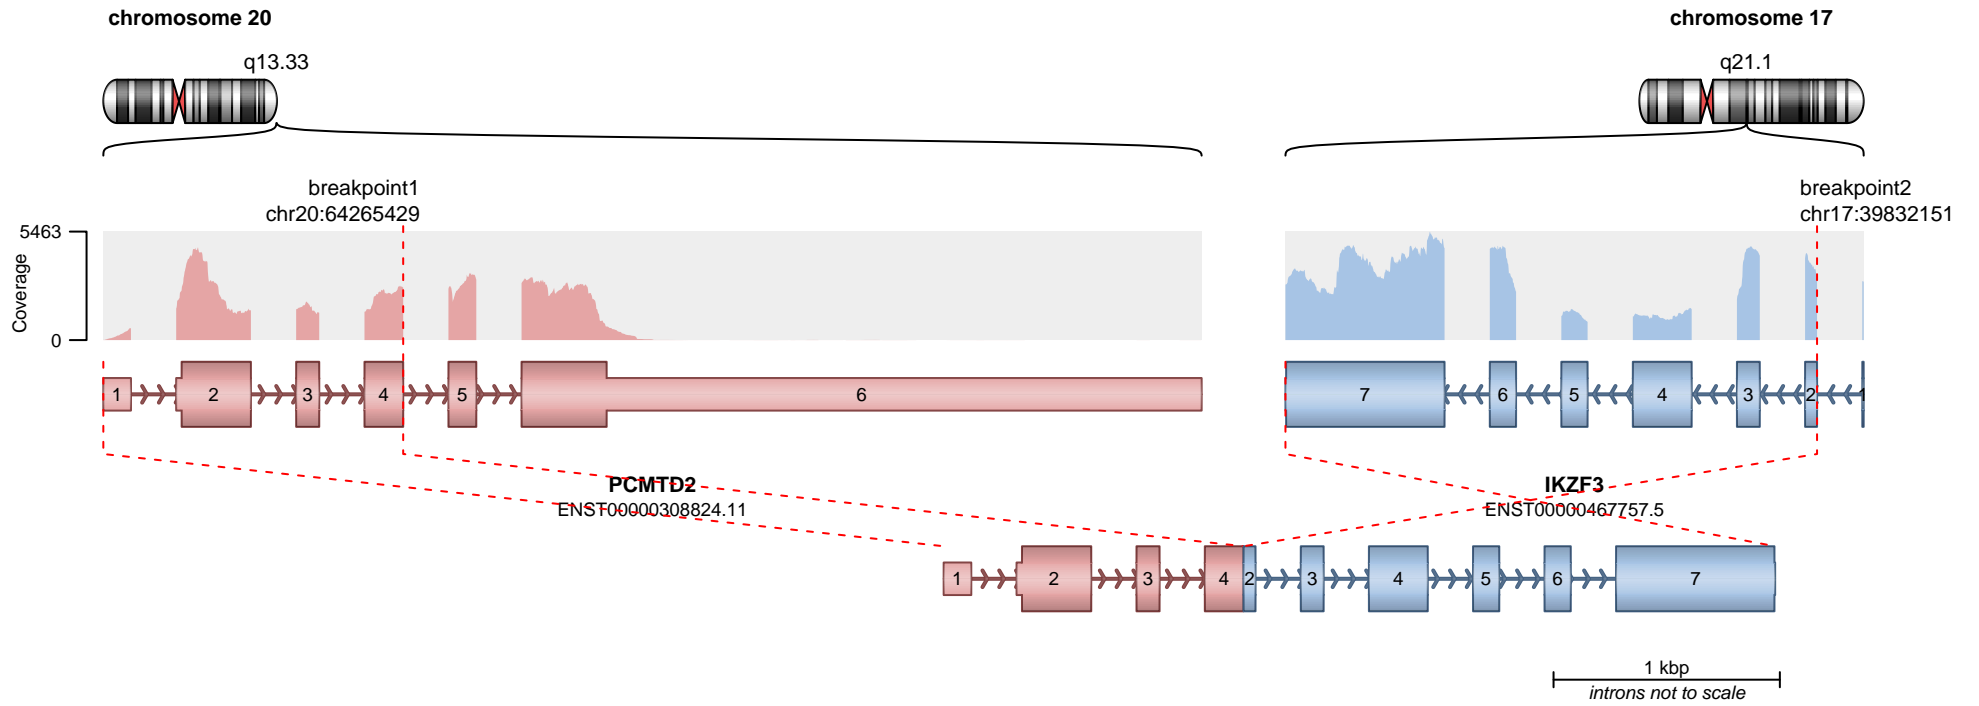 chromosome 20
chromosome 17
q13.33
q21.1
breakpoint1
chr20:64265429
breakpoint2
chr17:39832151
5463
Coverage
0
1 2 3 4 5 6
7 6 5 4 3 2 1
PCMTD2
ENST00000308824.11
IKZF3
ENST00000467757.5
1 2 3 4 2 3 4 5 6 7
1 kbp
introns not to scale